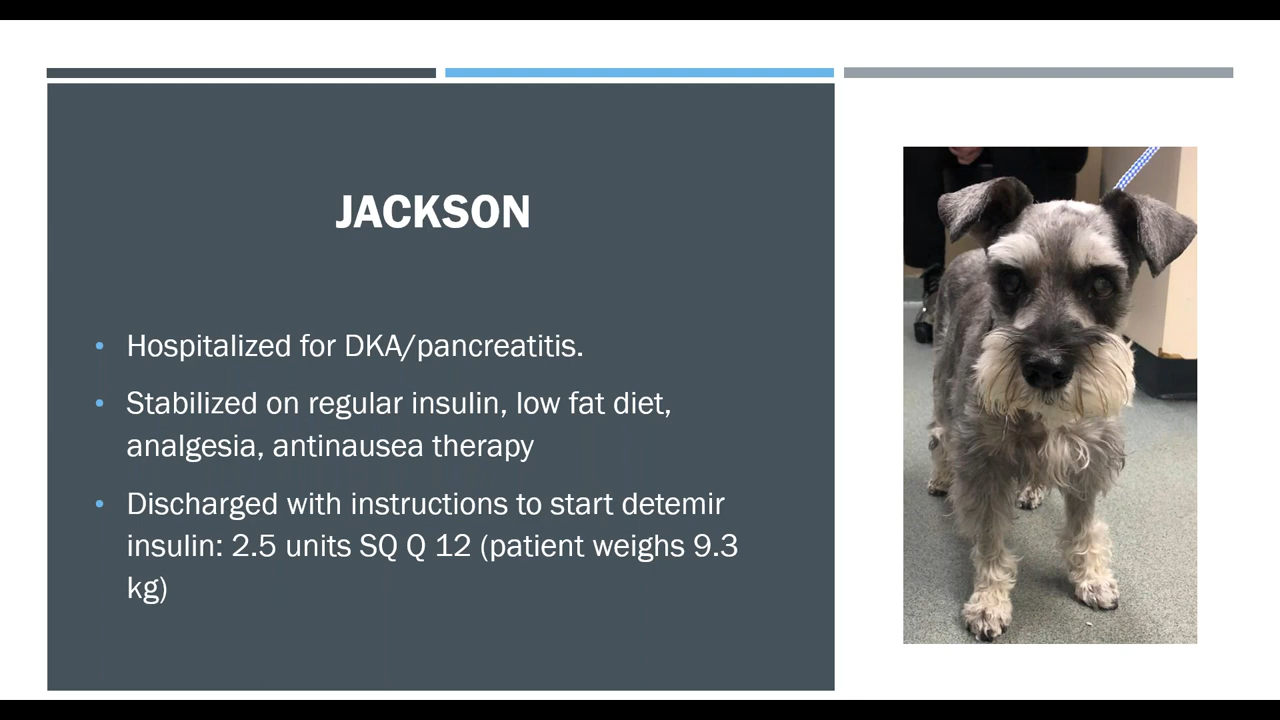 JACKSON
• Hospitalized for DKA/pancreatitis.
• Stabilized on regular insulin, low fat diet,
analgesia, antinausea therapy
• Discharged with instructions to start detemir
insulin: 2.5 units SQ Q 12 (patient weighs 9.3
kg)